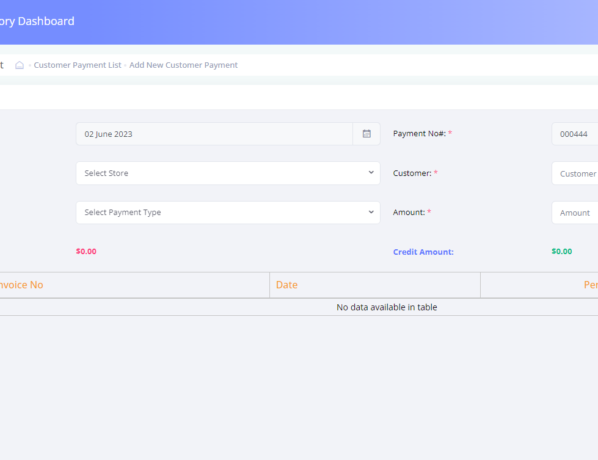 ory Dashboard
t - Customer Payment List - Add New Customer Payment
02 June 2023 Payment No#: * 000444
Select Store Customer: * Customer
Select Payment Type Amount: * Amount
$0.00 Credit Amount: $0.00
nvoice No Date Per
No data available in table